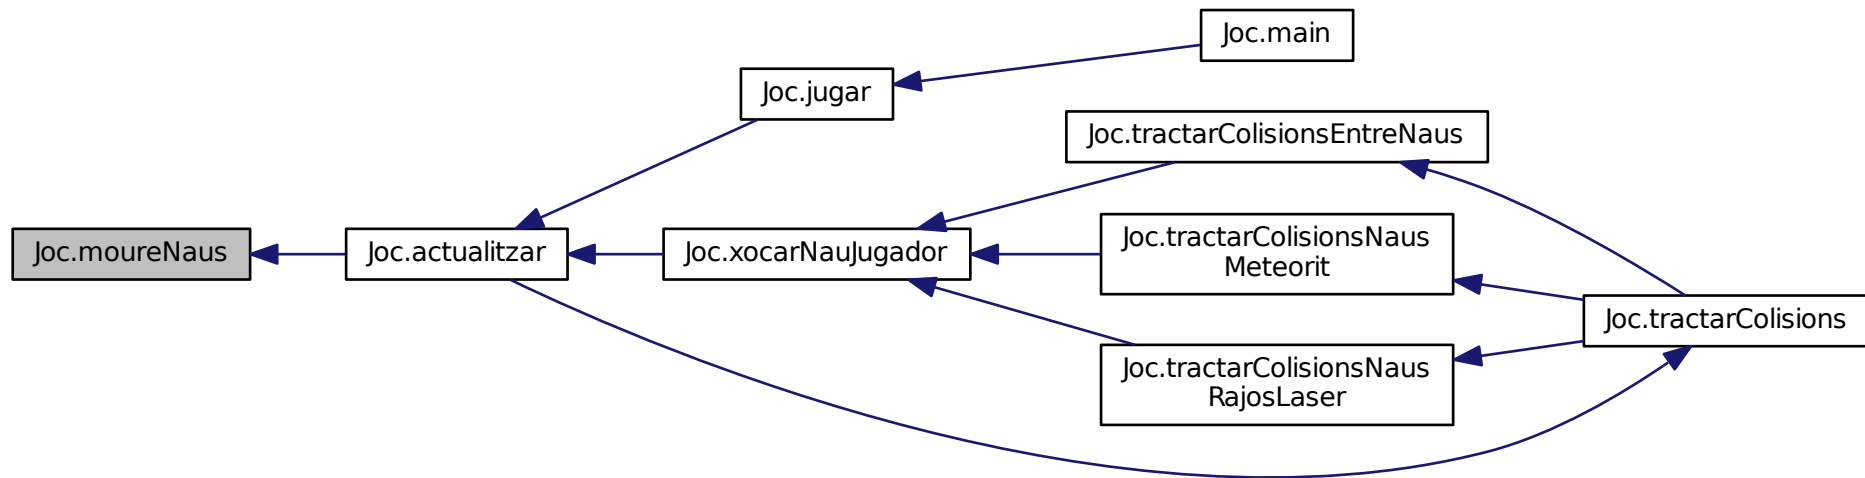 Joc.main
Joc.jugar
Joc.tractarColisionsEntreNaus
Joc.moureNaus
Joc.actualitzar
Joc.xocarNauJugador
Joc.tractarColisionsNaus
Meteorit
Joc.tractarColisions
Joc.tractarColisionsNaus
RajosLaser